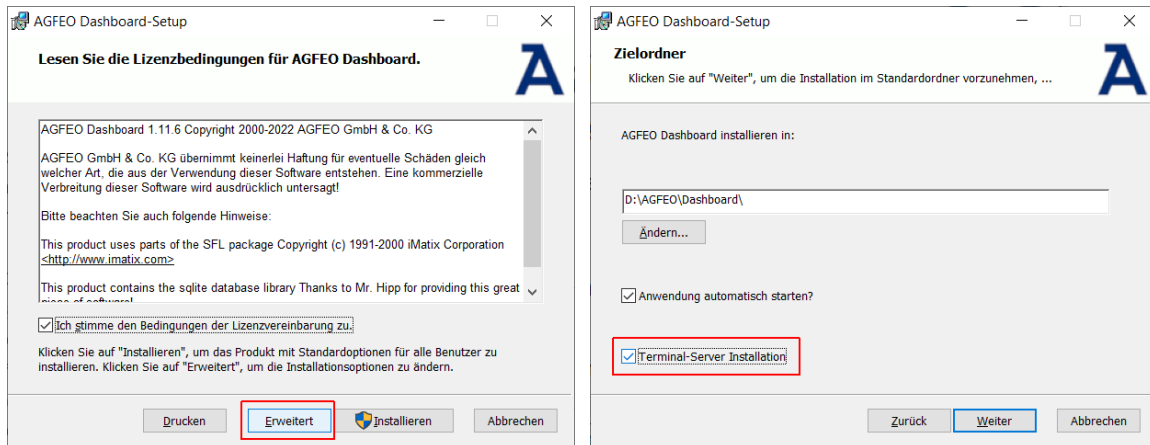 AGFEO Dashboard-Setup
Lesen Sie die Lizenzbedingungen für AGFEO Dashboard.
AGFEO Dashboard 1.11.6 Copyright 2000-2022 AGFEO GmbH & Co. KG
AGFEO GmbH & Co. KG übernimmt keinerlei Haftung für eventuelle Schäden gleich
welcher Art, die aus der Verwendung dieser Software entstehen. Eine kommerzielle
Verbreitung dieser Software wird ausdrücklich untersagt!
Bitte beachten Sie auch folgende Hinweise:
This product uses parts of the SFL package Copyright (c) 1991-2000 iMatix Corporation
<http://www.imatix.com>
This product contains the sqlite database library Thanks to Mr. Hipp for providing this great
piece of software!
Ich stimme den Bedingungen der Lizenzvereinbarung zu.
Klicken Sie auf "Installieren", um das Produkt mit Standardoptionen für alle Benutzer zu
installieren. Klicken Sie auf "Erweitert", um die Installationsoptionen zu ändern.
Drucken Erweitert Installieren Abbrechen
AGFEO Dashboard-Setup
Zielordner
Klicken Sie auf "Weiter", um die Installation im Standardordner vorzunehmen, ...
AGFEO Dashboard installieren in:
D:\AGFEO\Dashboard\
Ändern...
Anwendung automatisch starten?
Terminal-Server Installation
Zurück Weiter Abbrechen